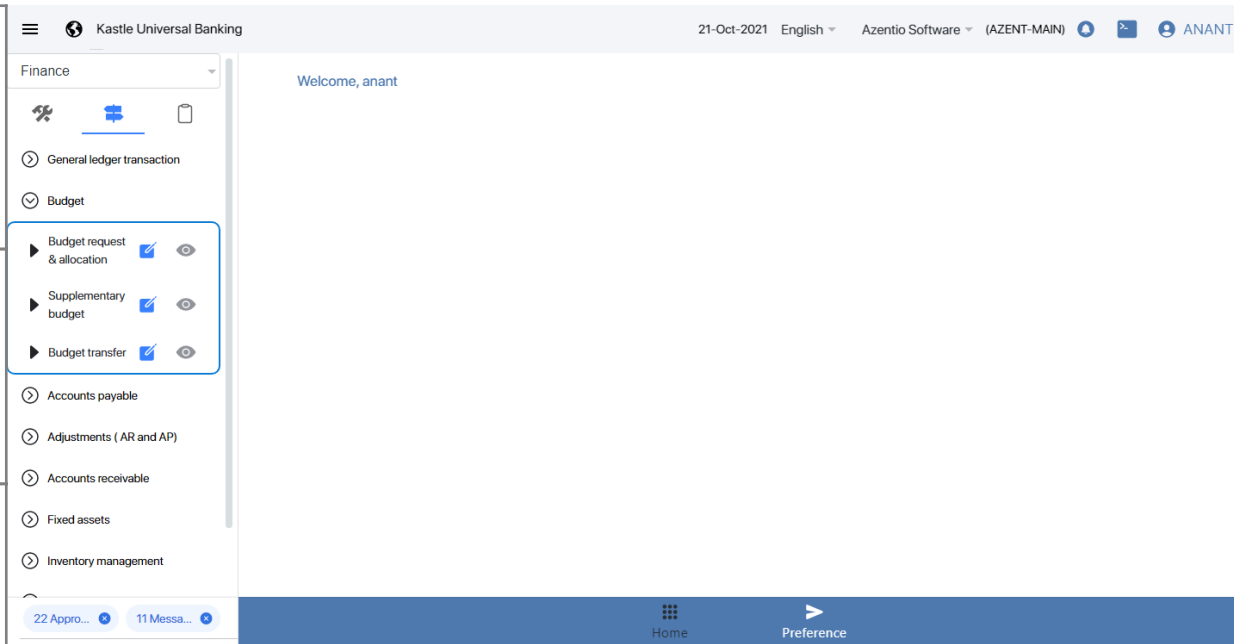 Kastle Universal Banking
21-Oct-2021 English Azentio Software (AZENT-MAIN) ANANT
Finance
Welcome, anant
General ledger transaction
Budget
Budget request
& allocation
Supplementary
budget
Budget transfer
Accounts payable
Adjustments ( AR and AP)
Accounts receivable
Fixed assets
Inventory management
22 Appro... 11 Messa...
Home Preference